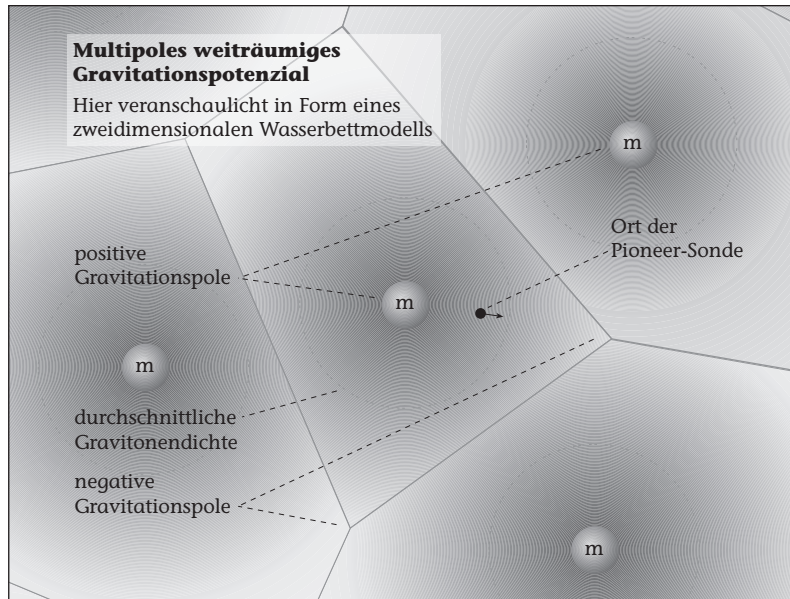 Multipoles weiträumiges
Gravitationspotenzial
Hier veranschaulicht in Form eines
zweidimensionalen Wasserbettmodells
m
Ort der
Pioneer-Sonde
positive
Gravitationspole
m
m
durchschnittliche
Gravitonendichte
negative
Gravitationspole
m